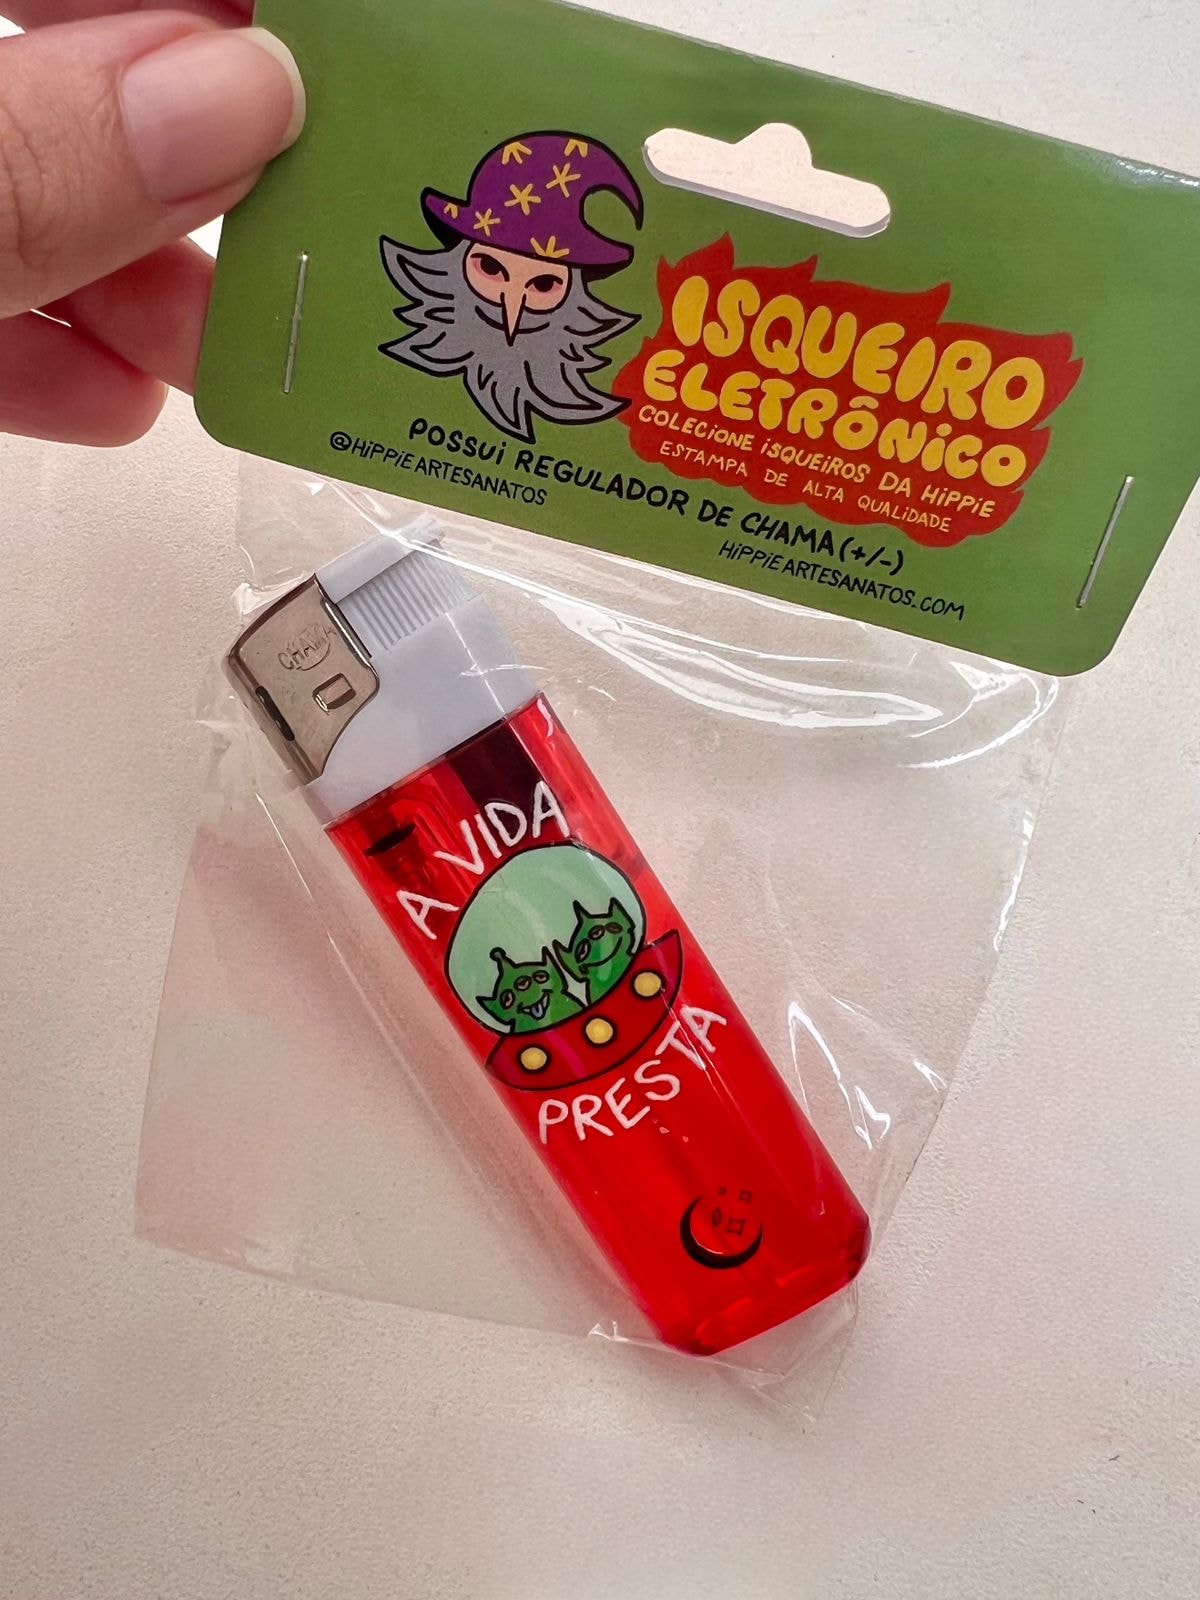 ISQUEIRO
ELETRÔNICO
COLECIONE ISQUEIROS DA HIPPIE
ESTAMPA DE ALTA QUALIDADE
POSSUI REGULADOR DE CHAMA (+/-)
@HIPPIEARTESANATOS
HIPPIEARTESANATOS.COM
CHAMA
A VIDA
PRESTA